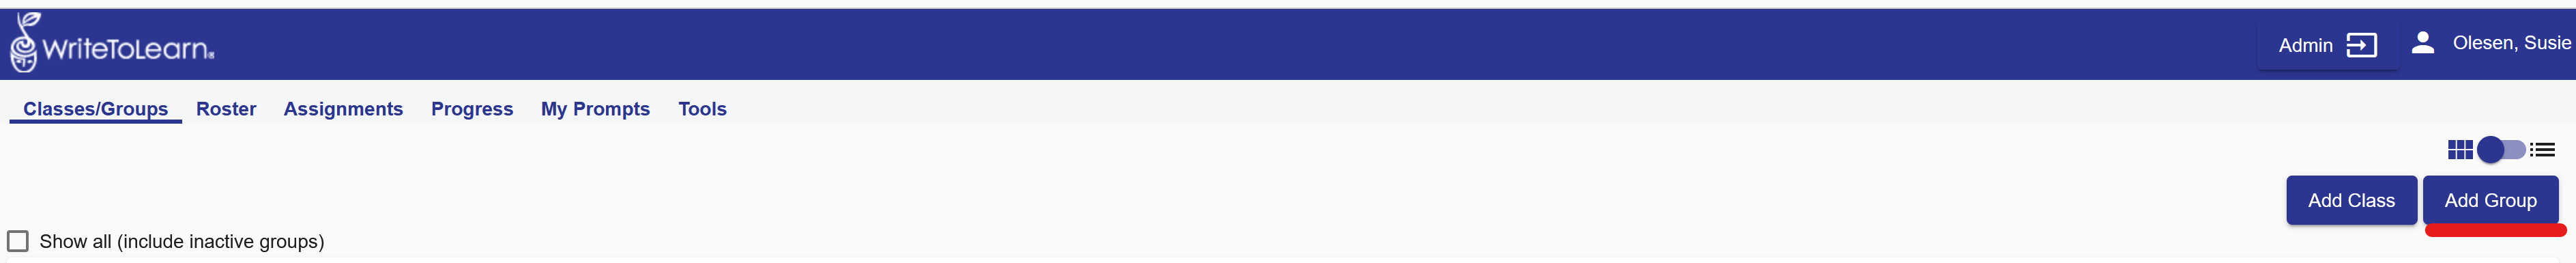 WriteToLearn®
Admin
Olesen, Susie
Classes/Groups Roster Assignments Progress My Prompts Tools
Add Class Add Group
Show all (include inactive groups)